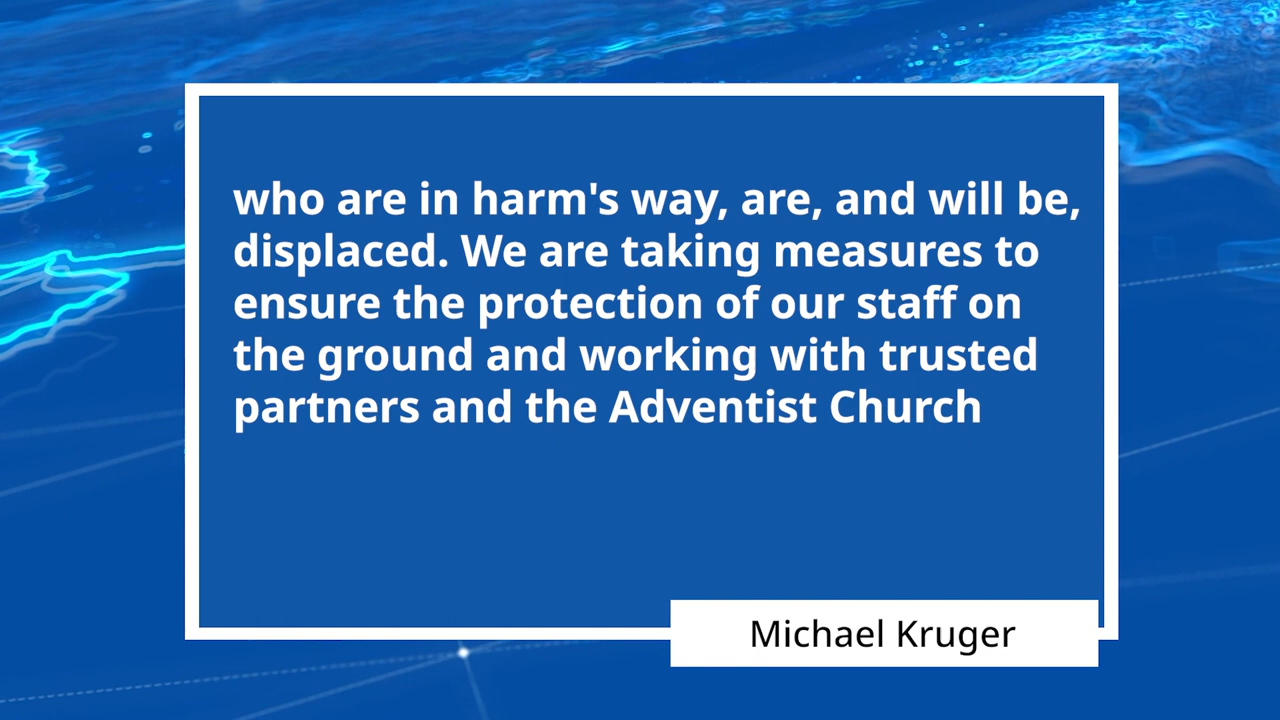 who are in harm's way, are, and will be,
displaced. We are taking measures to
ensure the protection of our staff on
the ground and working with trusted
partners and the Adventist Church
Michael Kruger